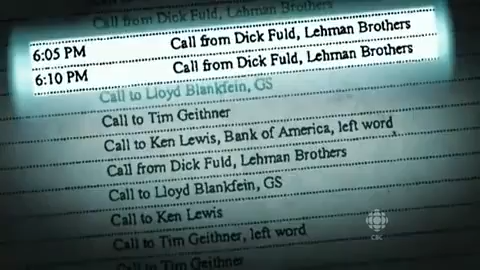 Call from Dick Fuld, Lehman Brothers
6:05 PM Call from Dick Fuld, Lehman Brothers
6:10 PM Call from Dick Fuld, Lehman Brothers
Call to Lloyd Blankfein, GS
Call to Tim Geithner
Call to Ken Lewis, Bank of America, left word
Call from Dick Fuld, Lehman Brothers
Call to Lloyd Blankfein, GS
Call to Ken Lewis
Call to Tim Geithner, left word
Call to Tim Geithner
CBC